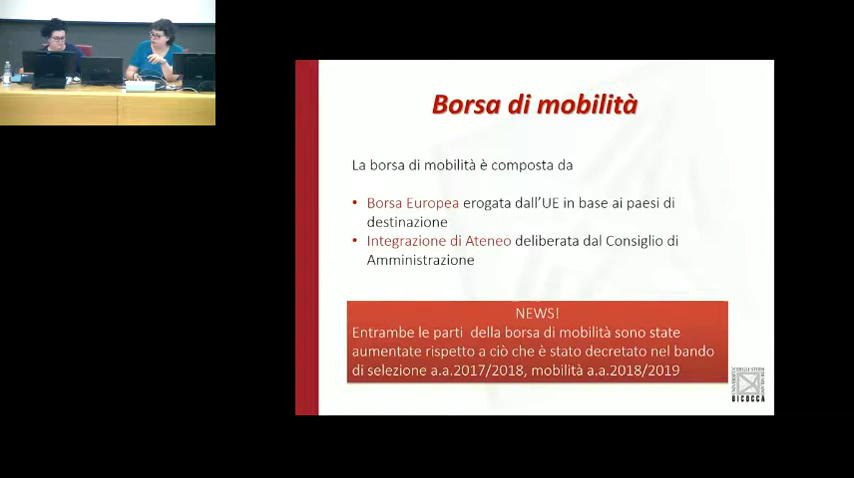 Borsa di mobilità
La borsa di mobilità è composta da
• Borsa Europea erogata dall'UE in base ai paesi di
destinazione
• Integrazione di Ateneo deliberata dal Consiglio di
Amministrazione
NEWS!
Entrambe le parti della borsa di mobilità sono state
aumentate rispetto a ciò che è stato decretato nel bando
di selezione a.a.2017/2018, mobilità a.a.2018/2019
BICOCCA